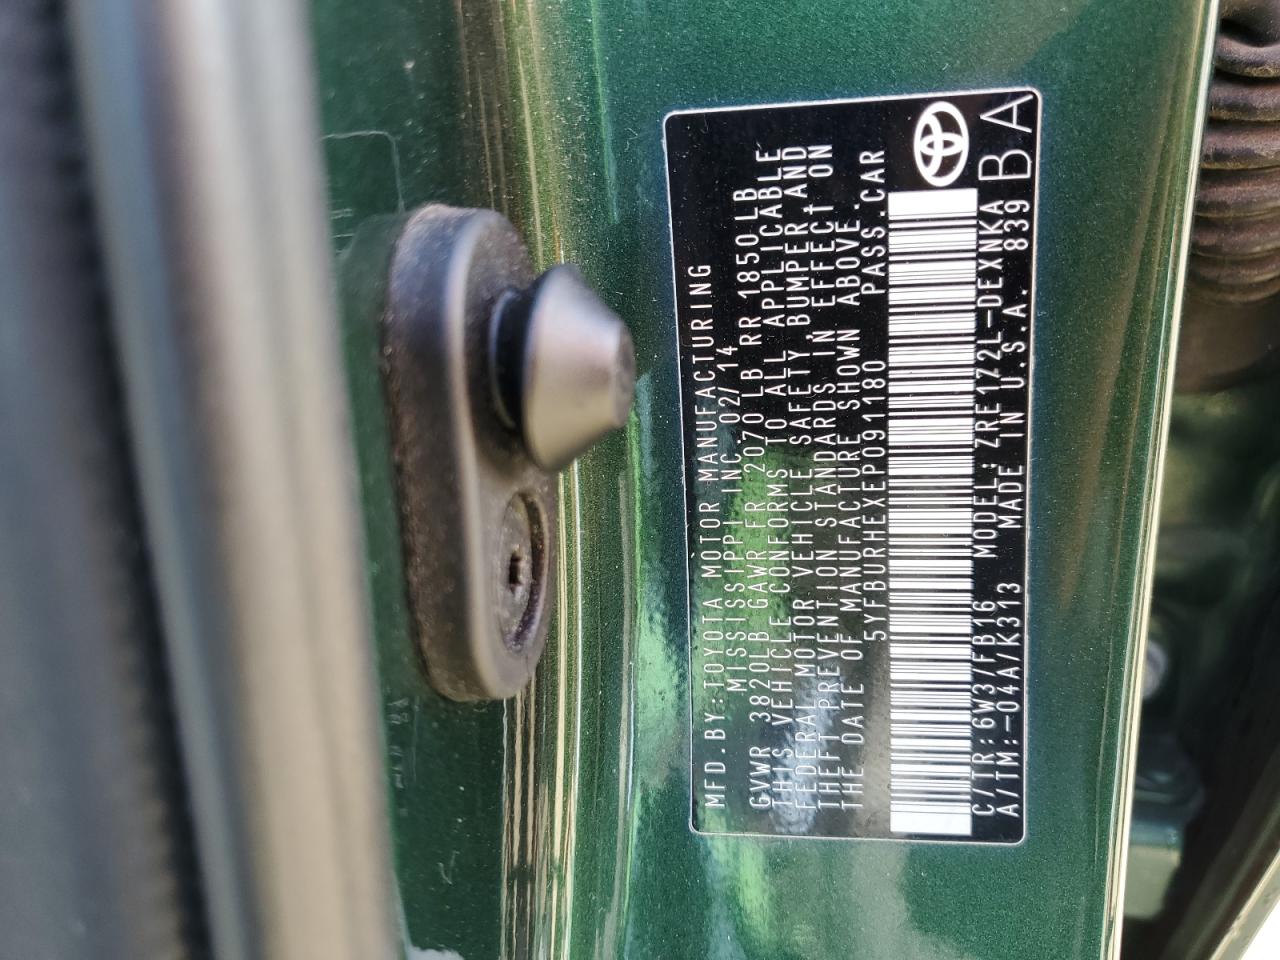 MFD.BY:TOYOTA MOTOR MANUFACTURING
MISSISSIPPI INC.02/14
GVWR 3820LB GAWR FR 2070 LB RR 1850 LB
THIS VEHICLE CONFORMS TO ALL APPLICABLE
FEDERAL MOTOR VEHICLE SAFETY, BUMPER AND
THEFT PREVENTION STANDARDS IN EFFECT ON
THE DATE OF MANUFACTURE SHOWN ABOVE.
5YFBURHEXEP091180 PASS.CAR
C/TR:6W3/FB16 MODEL:ZRE172L-DEXNKA
A/TM:-04A/K313 MADE IN U.S.A. 839 BA